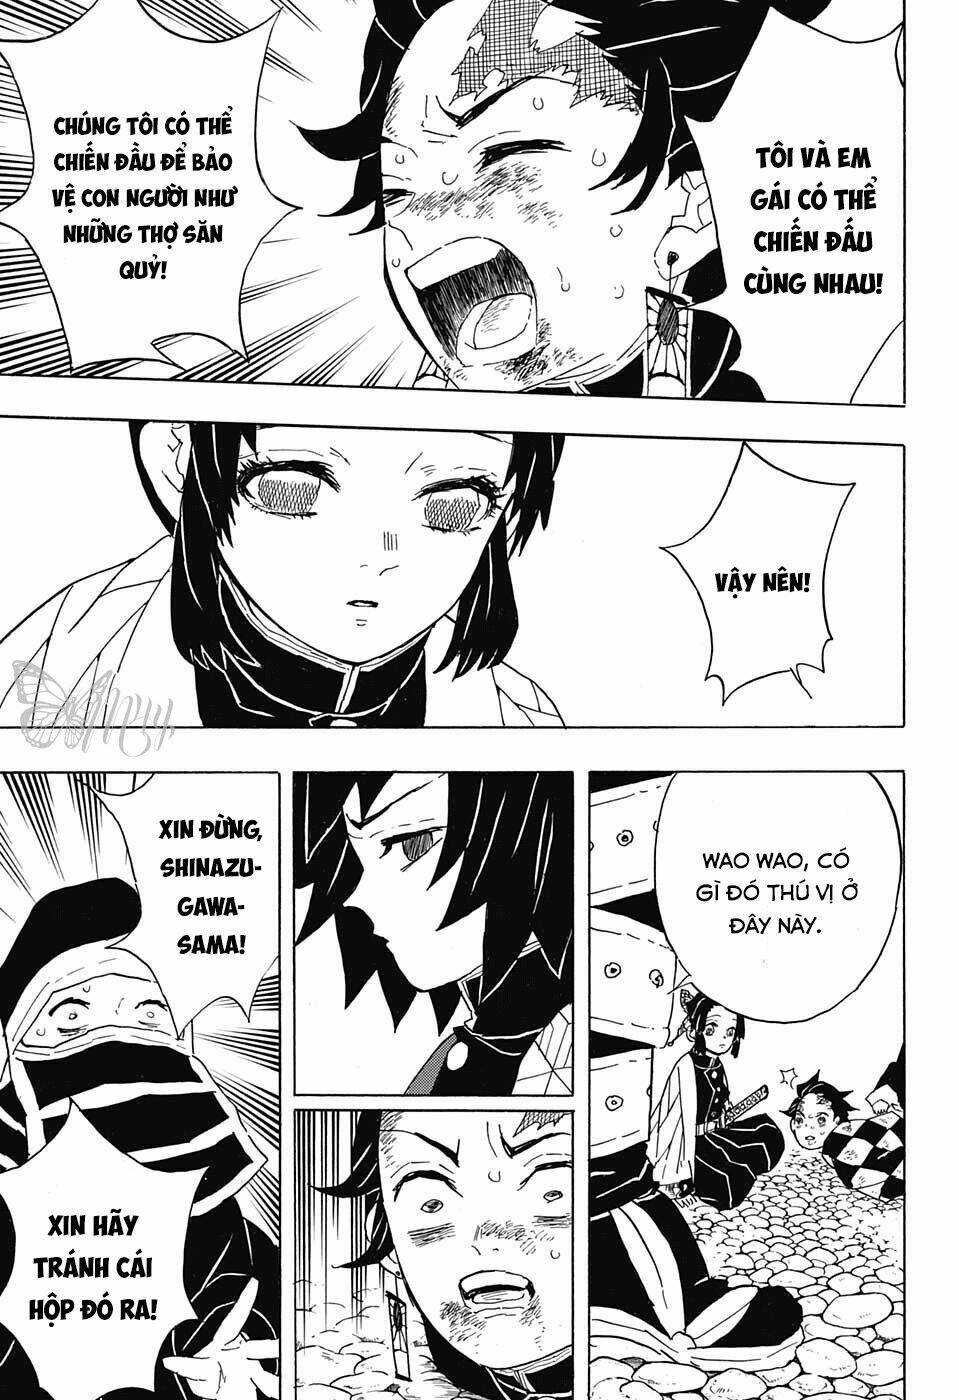 TÔI VÀ EM
GÁI CÓ THỂ
CHIẾN ĐẤU
CÙNG NHAU!
CHÚNG TÔI CÓ THỂ
CHIẾN ĐẦU ĐỂ BẢO
VỆ CON NGƯỜI NHƯ
NHỮNG THỢ SĂN
QUỶ!
VẬY NÊN!
WAO WAO, CÓ
GÌ ĐÓ THÚ VỊ Ở
ĐÂY NÀY.
XIN ĐỪNG,
SHINAZU-
GAWA-
SAMA!
XIN HÃY
TRÁNH CÁI
HỘP ĐÓ RA!